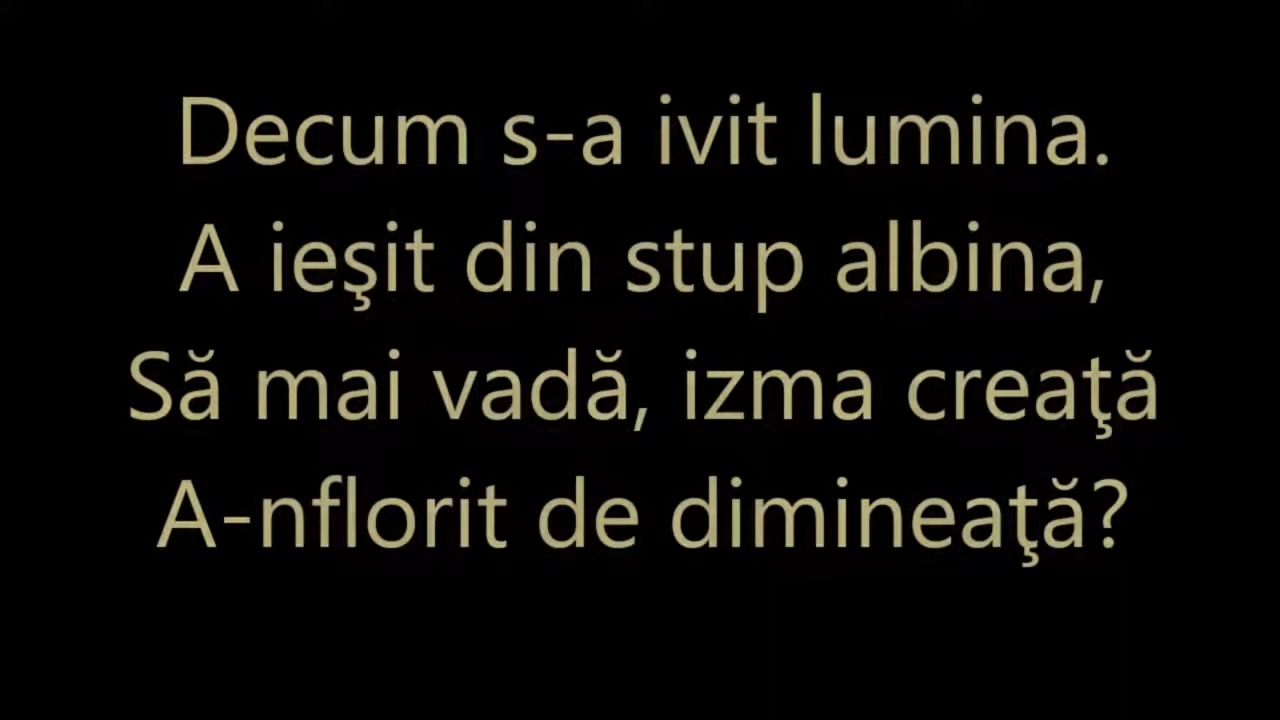 Decum s-a ivit lumina.
A ieşit din stup albina,
Să mai vadă, izma creaţă
A-nflorit de dimineaţă?